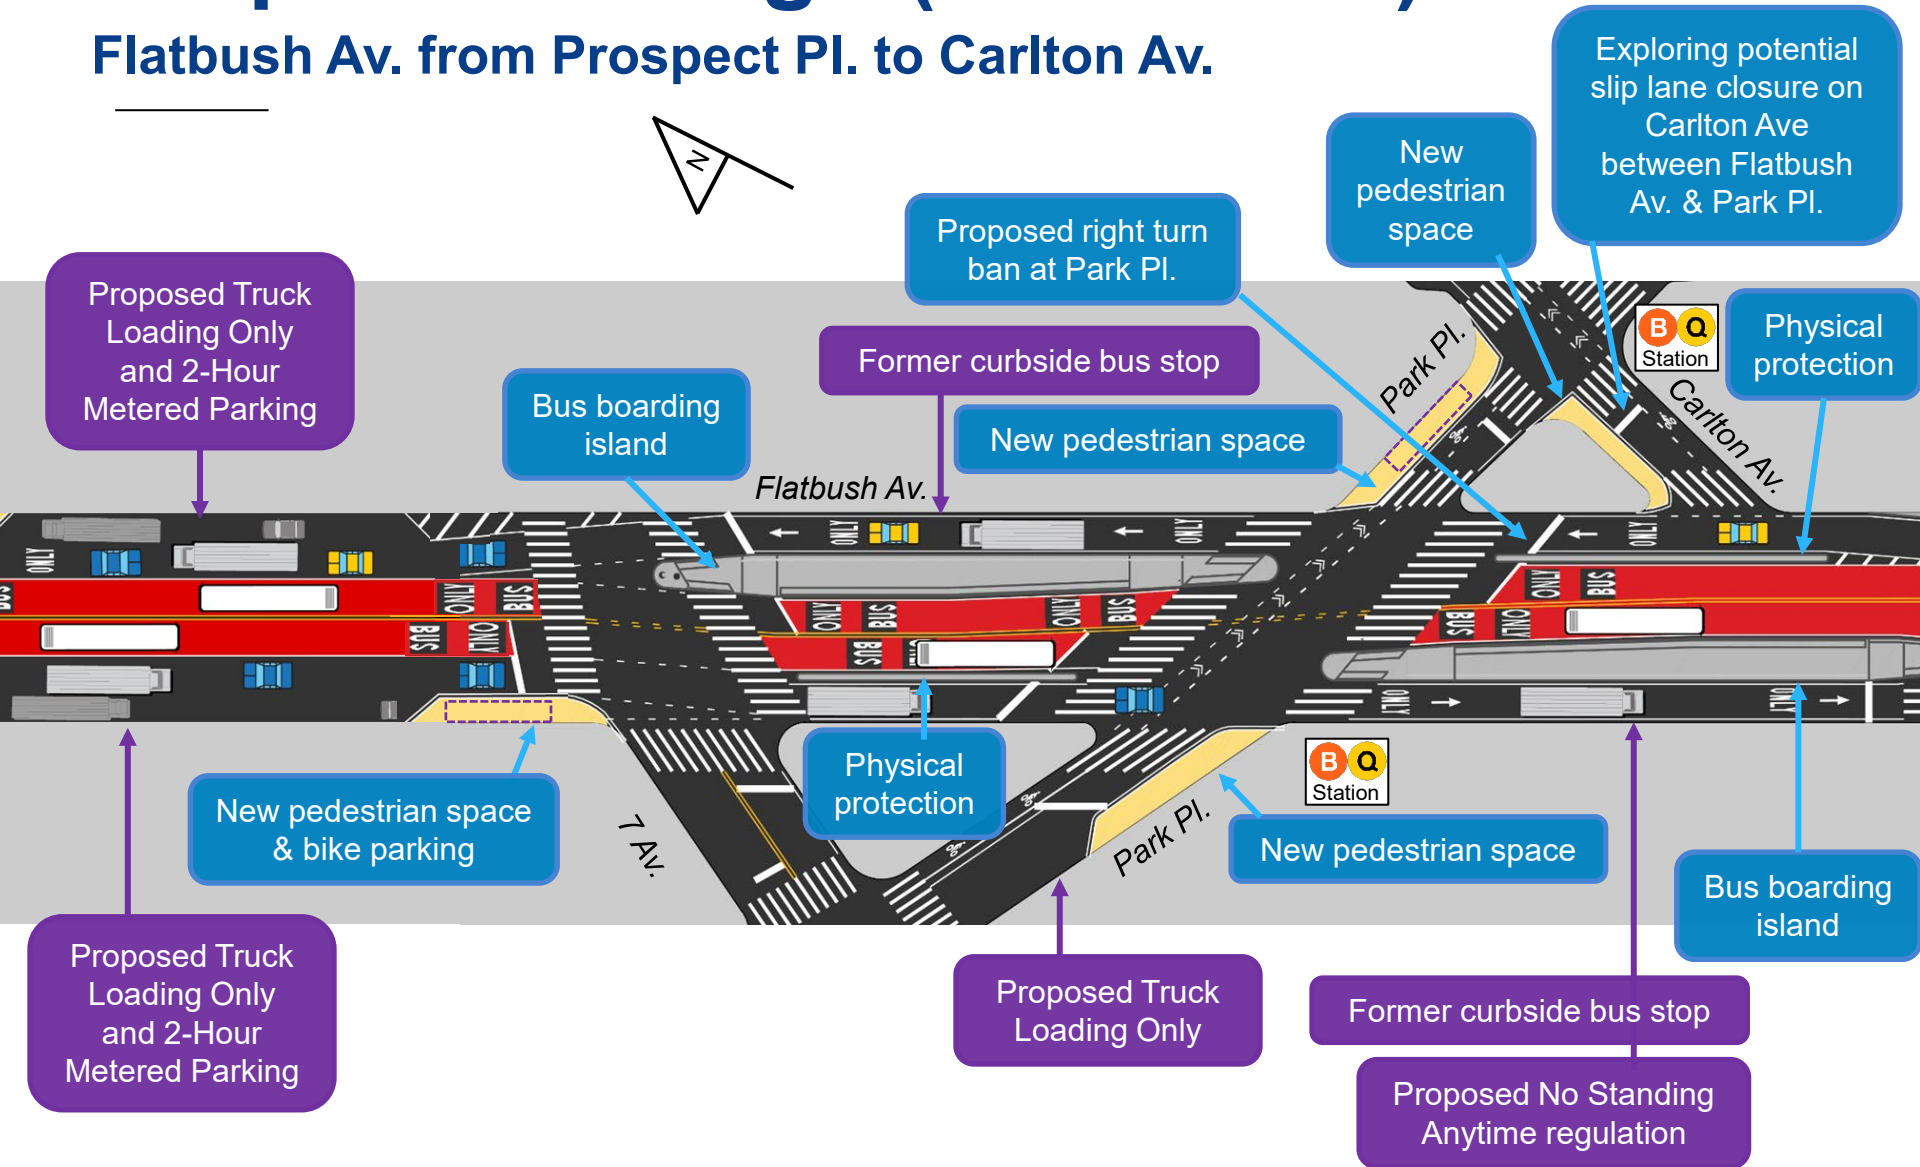 Flatbush Av. from Prospect Pl. to Carlton Av.
N
Exploring potential
slip lane closure on
Carlton Ave
between Flatbush
Av. & Park Pl.
New
pedestrian
space
Proposed right turn
ban at Park Pl.
Proposed Truck
Loading Only
and 2-Hour
Metered Parking
Former curbside bus stop
Bus boarding
island
New pedestrian space
Park Pl.
B Q
Station
Physical
protection
Carlton Av.
Flatbush Av.
ONLY
ONLY
ONLY
ONLY
BUS
ONLY
BUS
ONLY
BUS
ONLY
BUS
ONLY
BUS
BUS
ONLY
BUS
ONLY
BUS
ONLY
ONLY
Physical
protection
B Q
Station
New pedestrian space
& bike parking
7 Av.
Park Pl.
New pedestrian space
Bus boarding
island
Proposed Truck
Loading Only
and 2-Hour
Metered Parking
Proposed Truck
Loading Only
Former curbside bus stop
Proposed No Standing
Anytime regulation